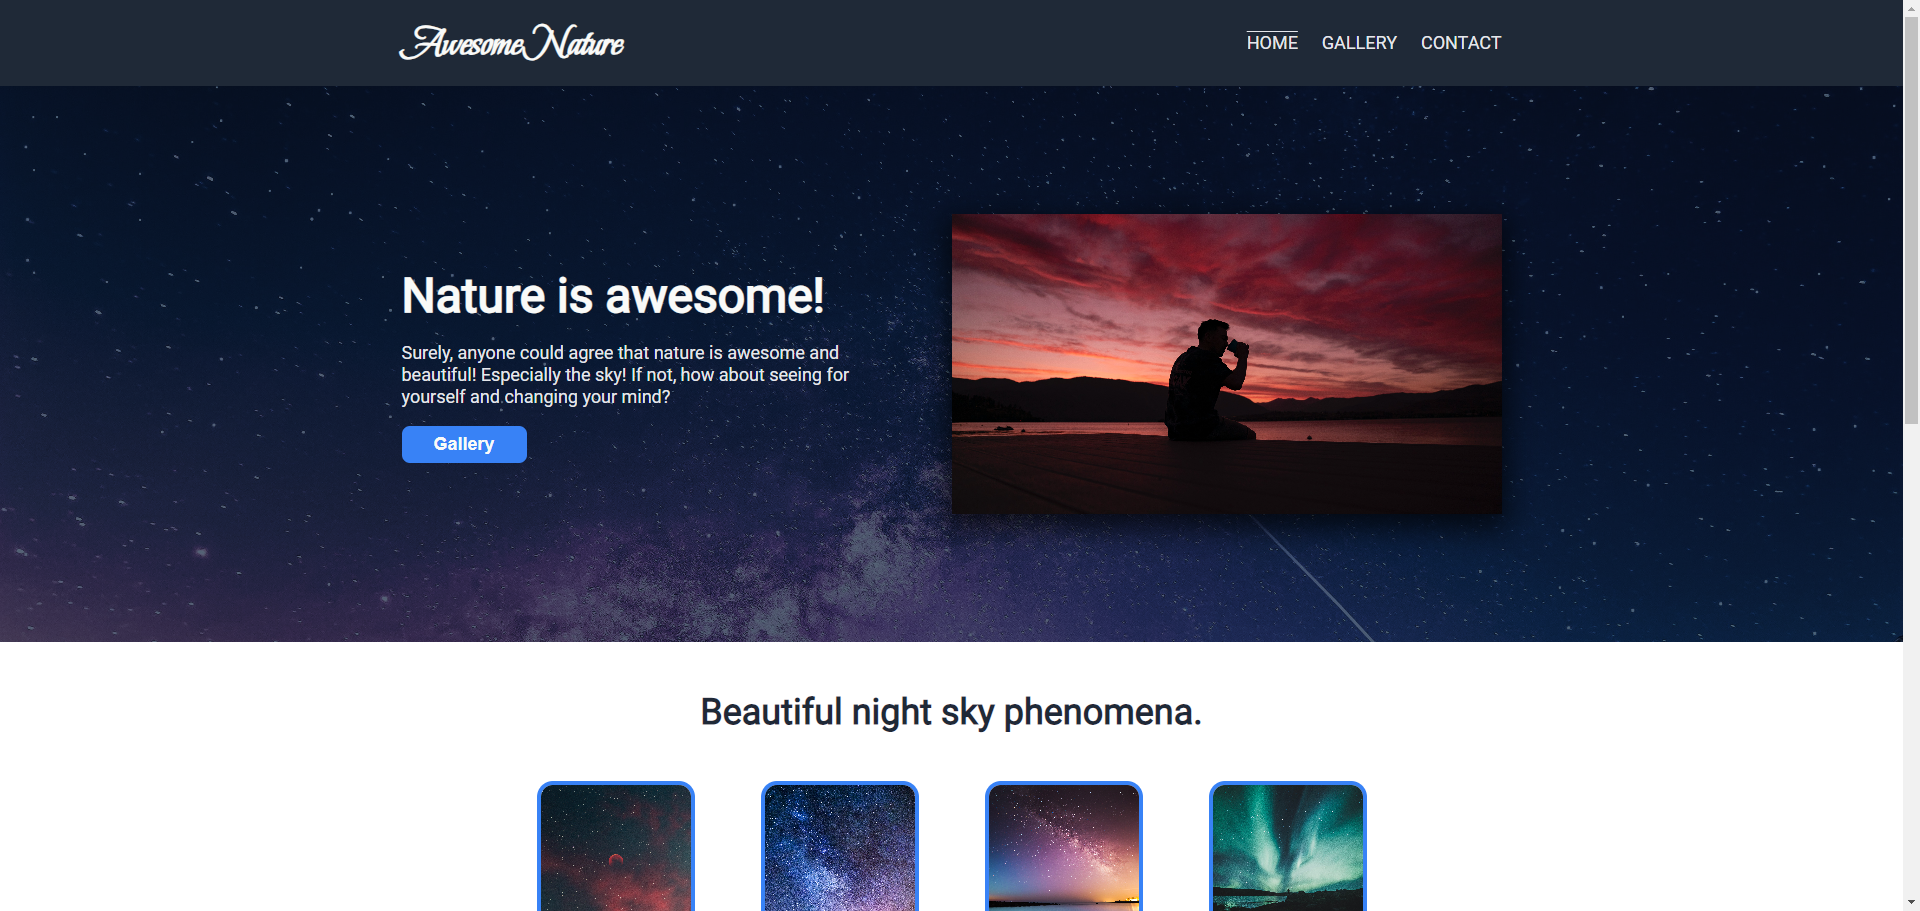 Awesome Nature
HOME GALLERY CONTACT
Nature is awesome!
Surely, anyone could agree that nature is awesome and
beautiful! Especially the sky! If not, how about seeing for
yourself and changing your mind?
Gallery
Beautiful night sky phenomena.